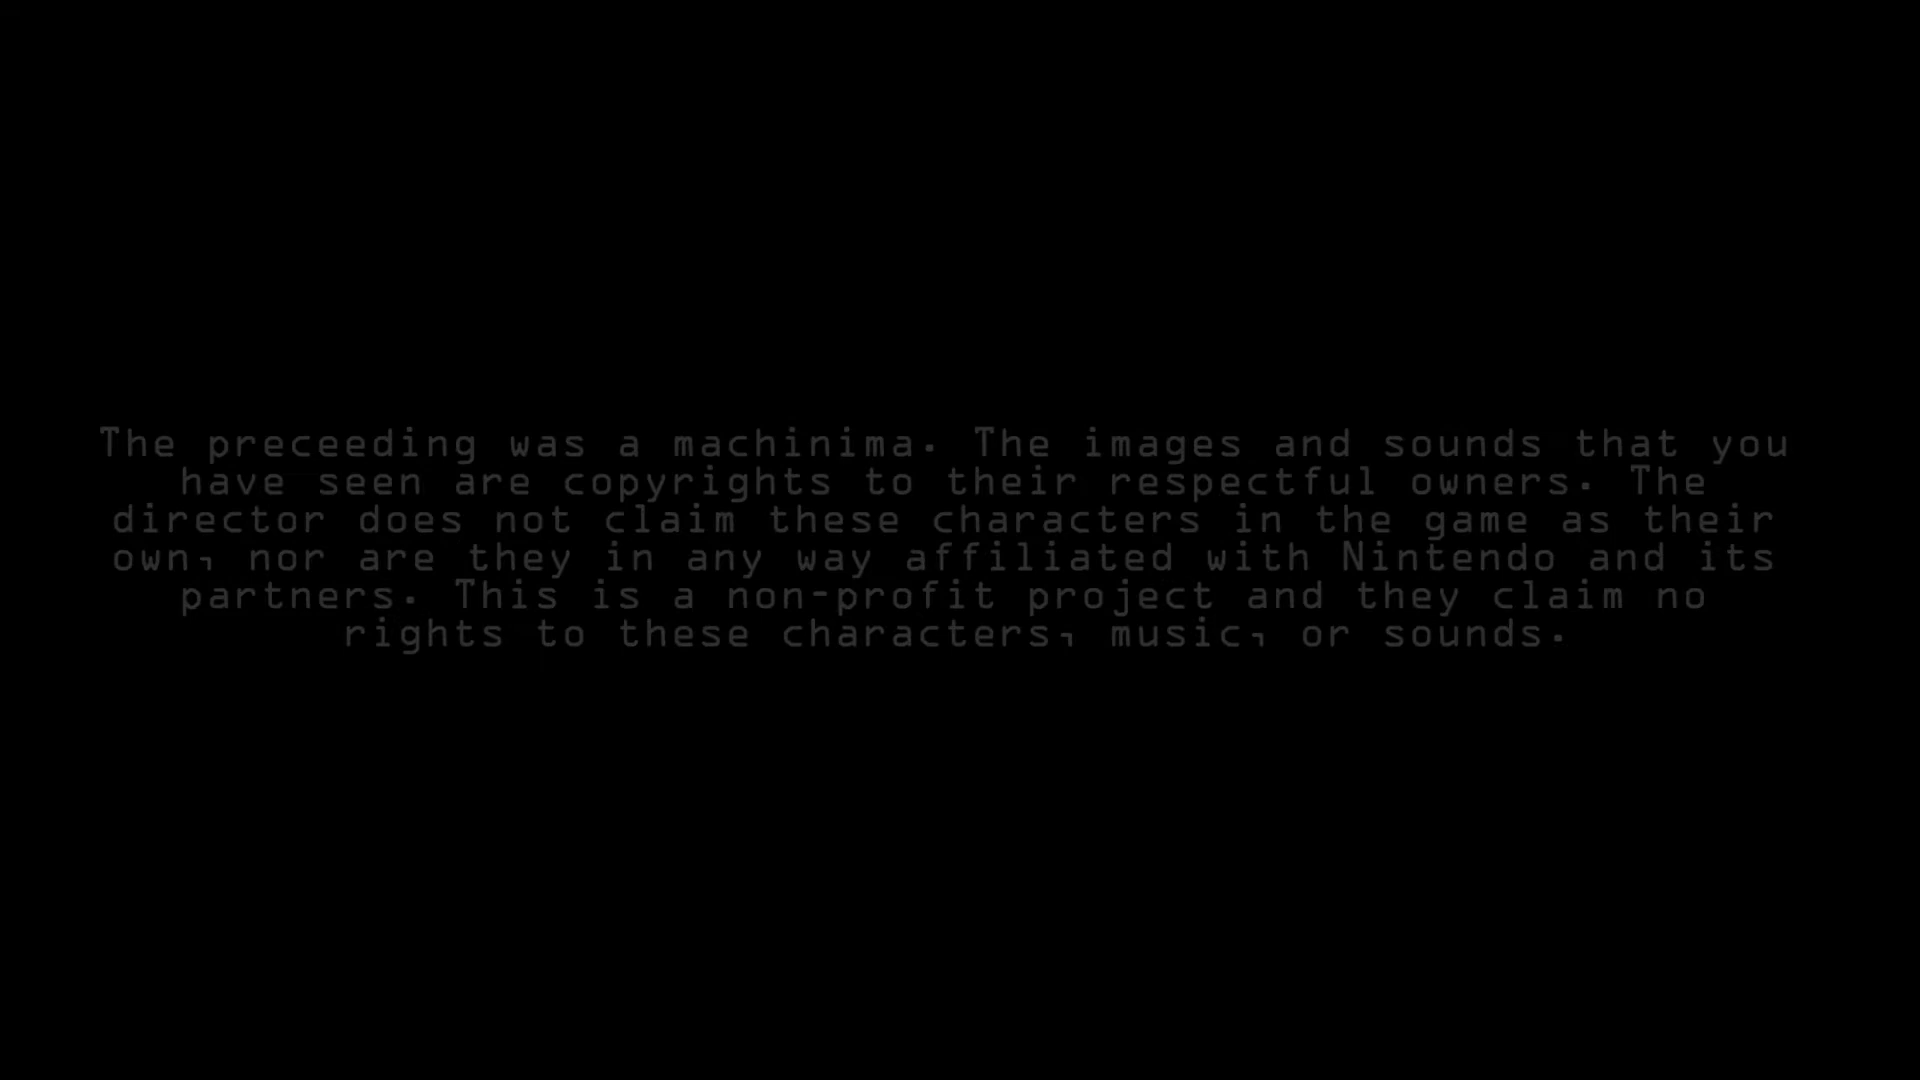 The preceeding was a machinima. The images and sounds that you
have seen are copyrights to their respectful owners. The
director does not claim these characters in the game as their
own, nor are they in any way affiliated with Nintendo and its
partners. This is a non-profit project and they claim no
rights to these characters, music, or sounds.